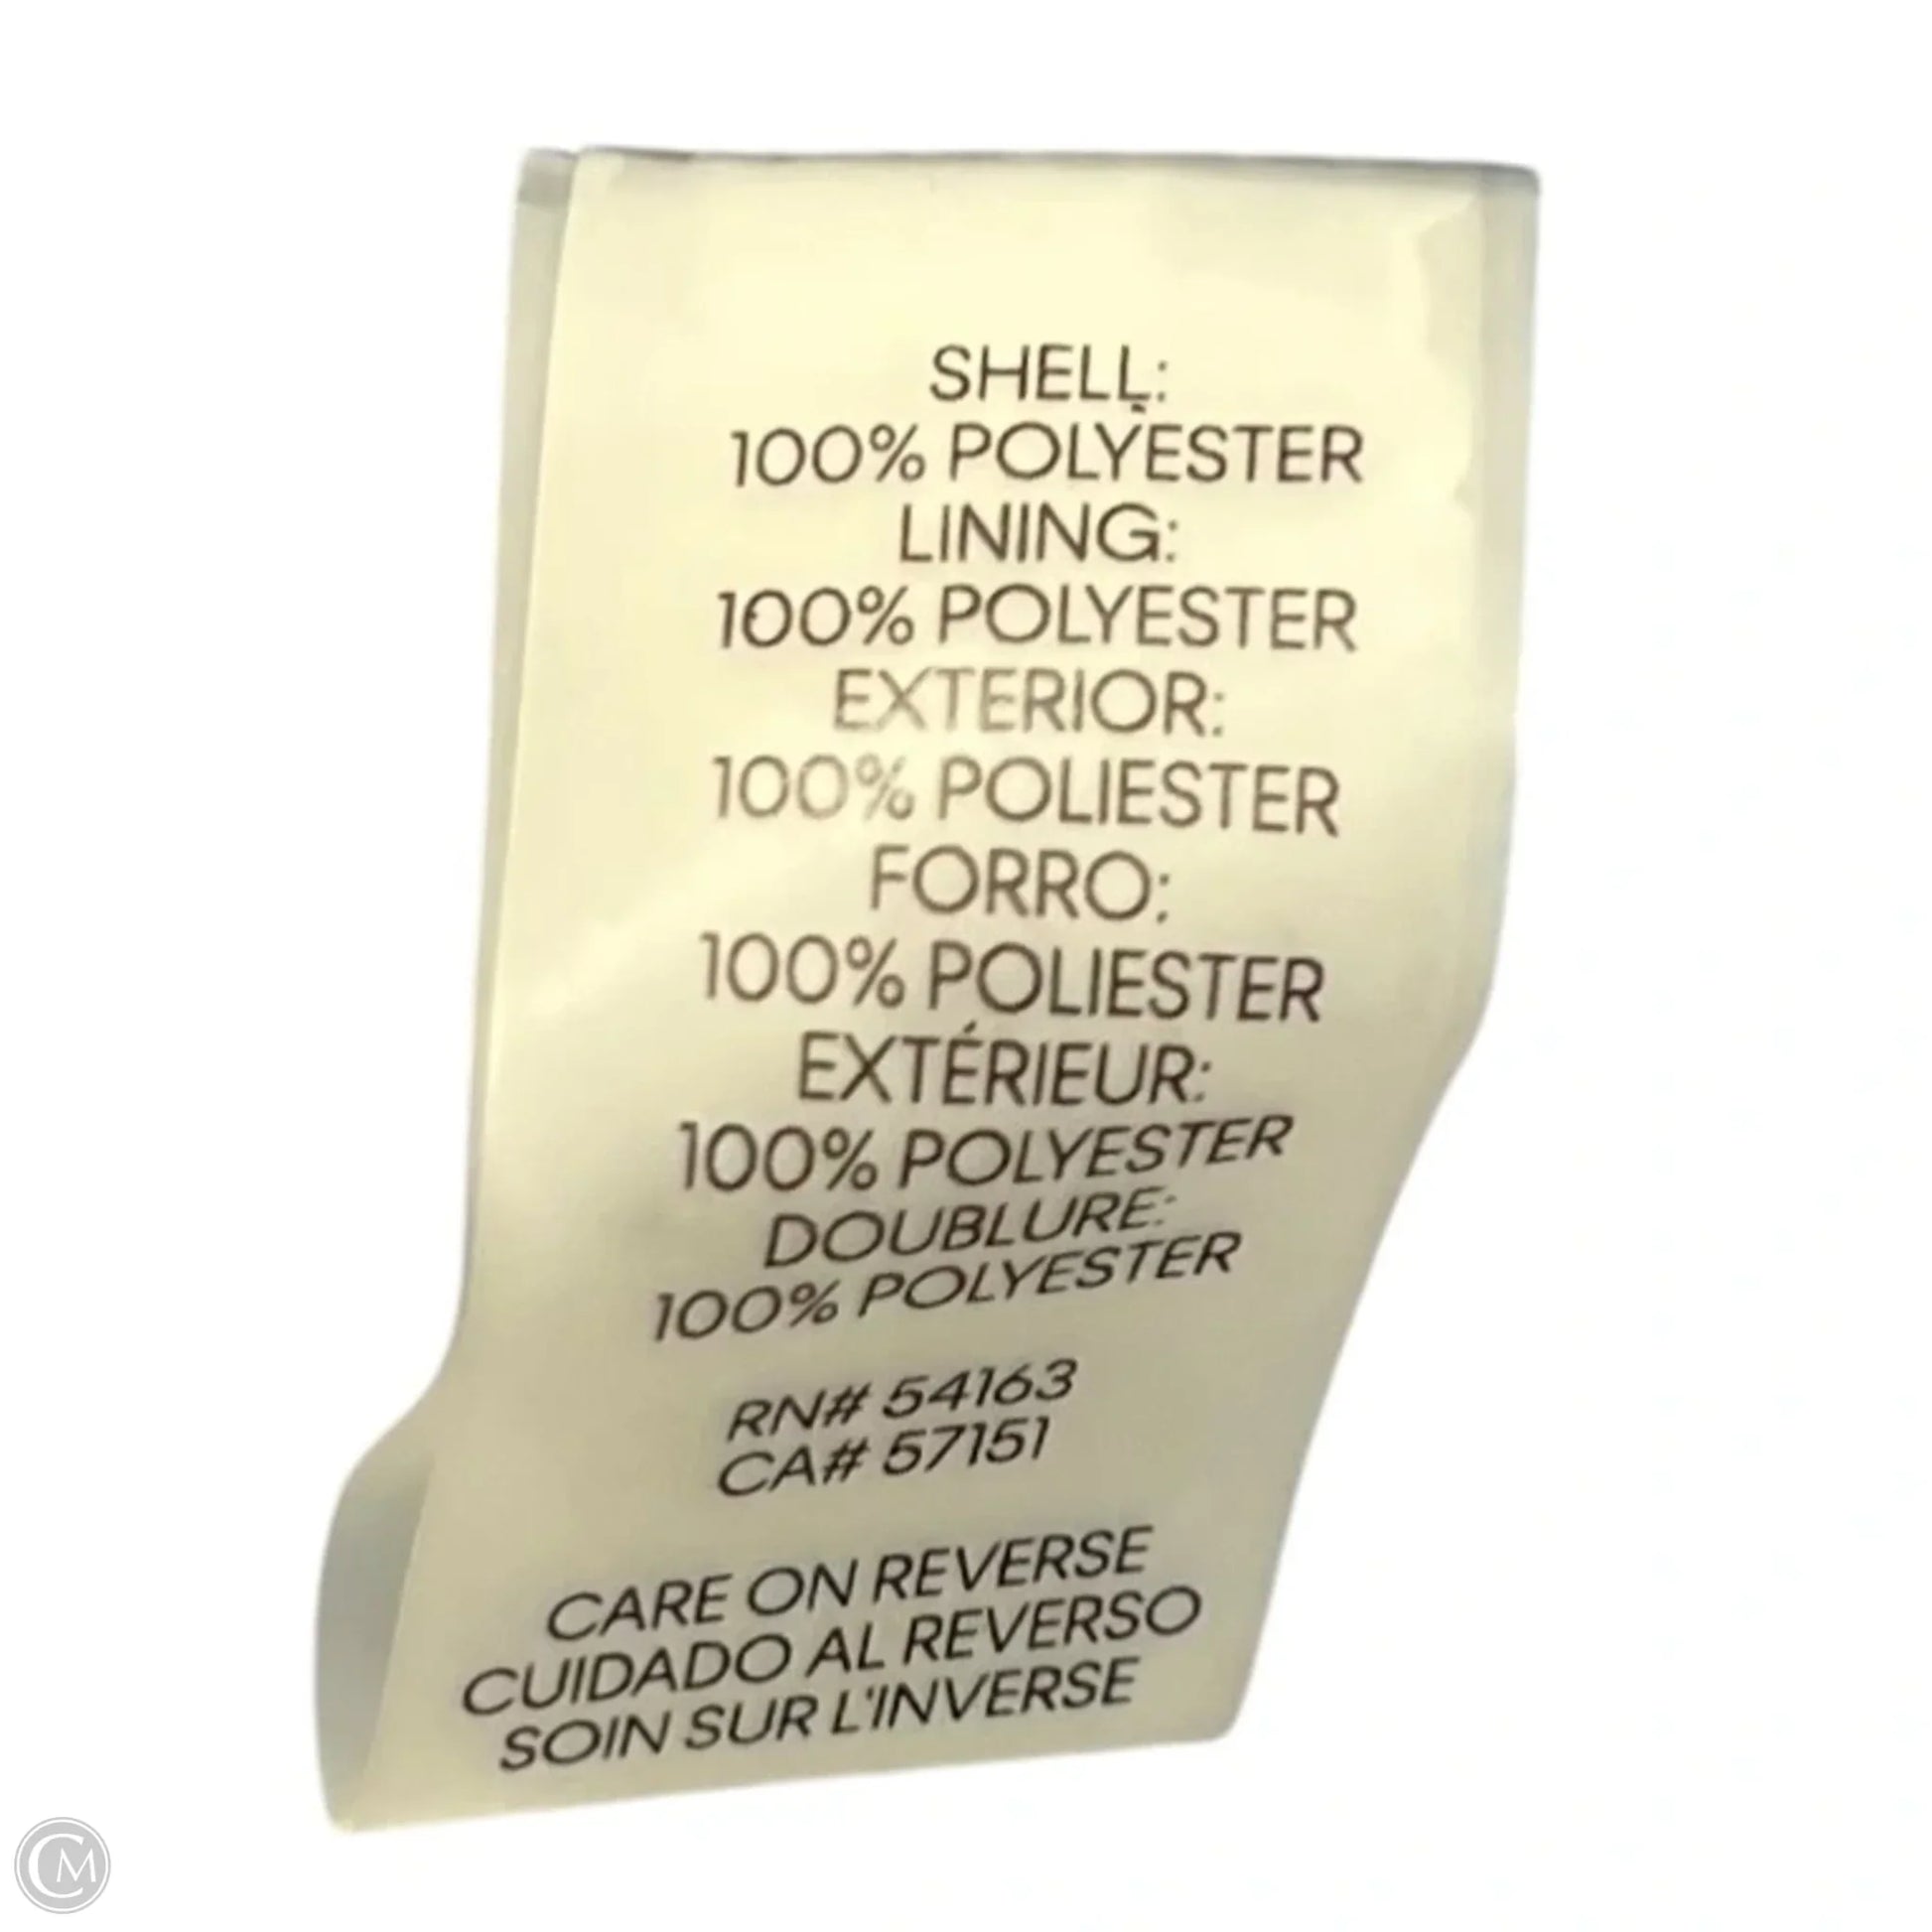 SHELL:
100% POLYESTER
LINING:
100% POLYESTER
EXTERIOR:
100% POLIESTER
FORRO:
100% POLIESTER
EXTÉRIEUR:
100% POLYESTER
DOUBLURE:
100% POLYESTER
RN# 54163
CA# 57151
CARE ON REVERSE
CUIDADO AL REVERSO
SOIN SUR L'INVERSE
CM